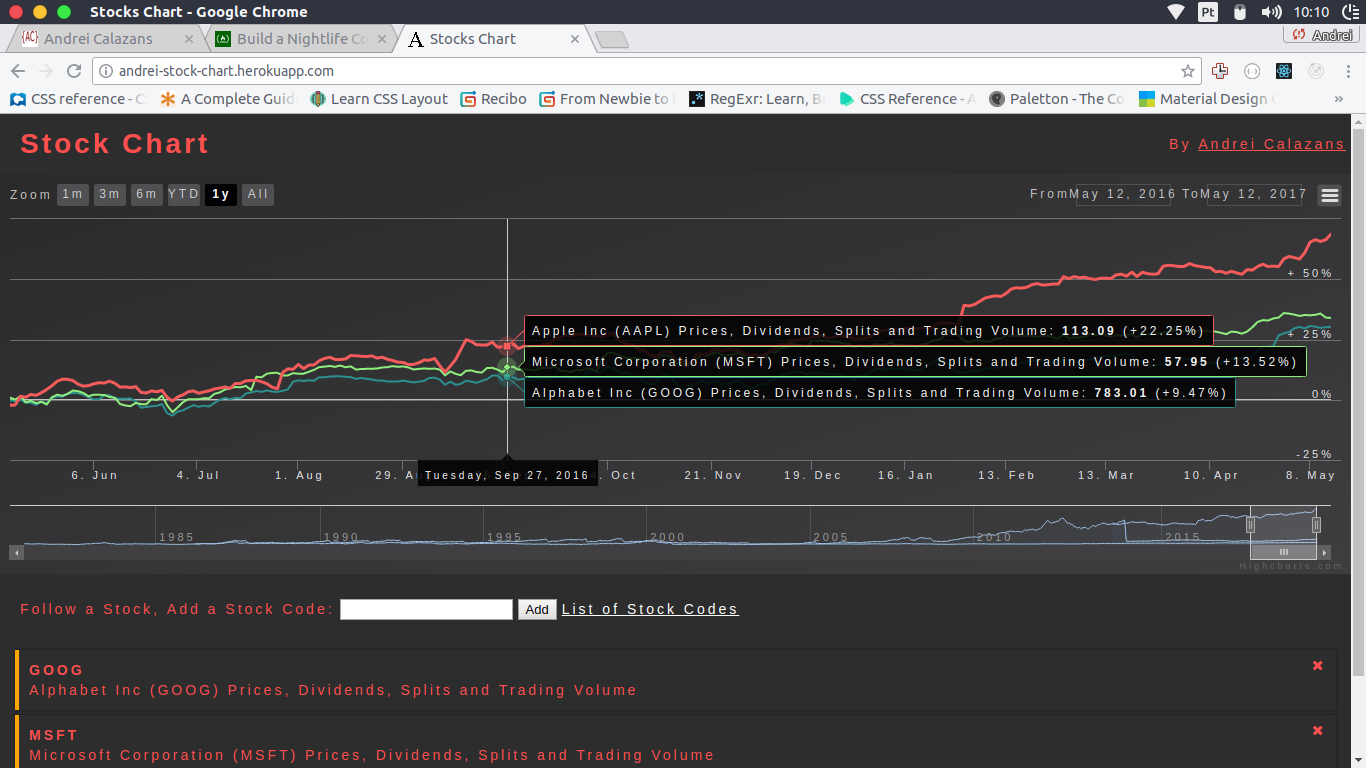 Stocks Chart - Google Chrome
Pt
10:10
{AC} Andrei Calazans
Build a Nightlife Co
Stocks Chart
Andrei
andrei-stock-chart.herokuapp.com
CSS reference - C
A Complete Guid
Learn CSS Layout
Recibo
From Newbie to
RegExr: Learn, B
CSS Reference - A
Paletton - The Co
Material Design
»
Stock Chart
By Andrei Calazans
Zoom 1m 3m 6m YTD 1y All
From May 12, 2016 To May 12, 2017
+ 50%
Apple Inc (AAPL) Prices, Dividends, Splits and Trading Volume: 113.09 (+22.25%)
+ 25%
Microsoft Corporation (MSFT) Prices, Dividends, Splits and Trading Volume: 57.95 (+13.52%)
Alphabet Inc (GOOG) Prices, Dividends, Splits and Trading Volume: 783.01 (+9.47%)
0%
-25%
6. Jun 4. Jul 1. Aug 29. A Tuesday, Sep 27, 2016 . Oct 21. Nov 19. Dec 16. Jan 13. Feb 13. Mar 10. Apr 8. May
1985 1990 1995 2000 2005 2010 2015
Highcharts.com
Follow a Stock, Add a Stock Code: Add List of Stock Codes
GOOG
Alphabet Inc (GOOG) Prices, Dividends, Splits and Trading Volume
MSFT
Microsoft Corporation (MSFT) Prices, Dividends, Splits and Trading Volume